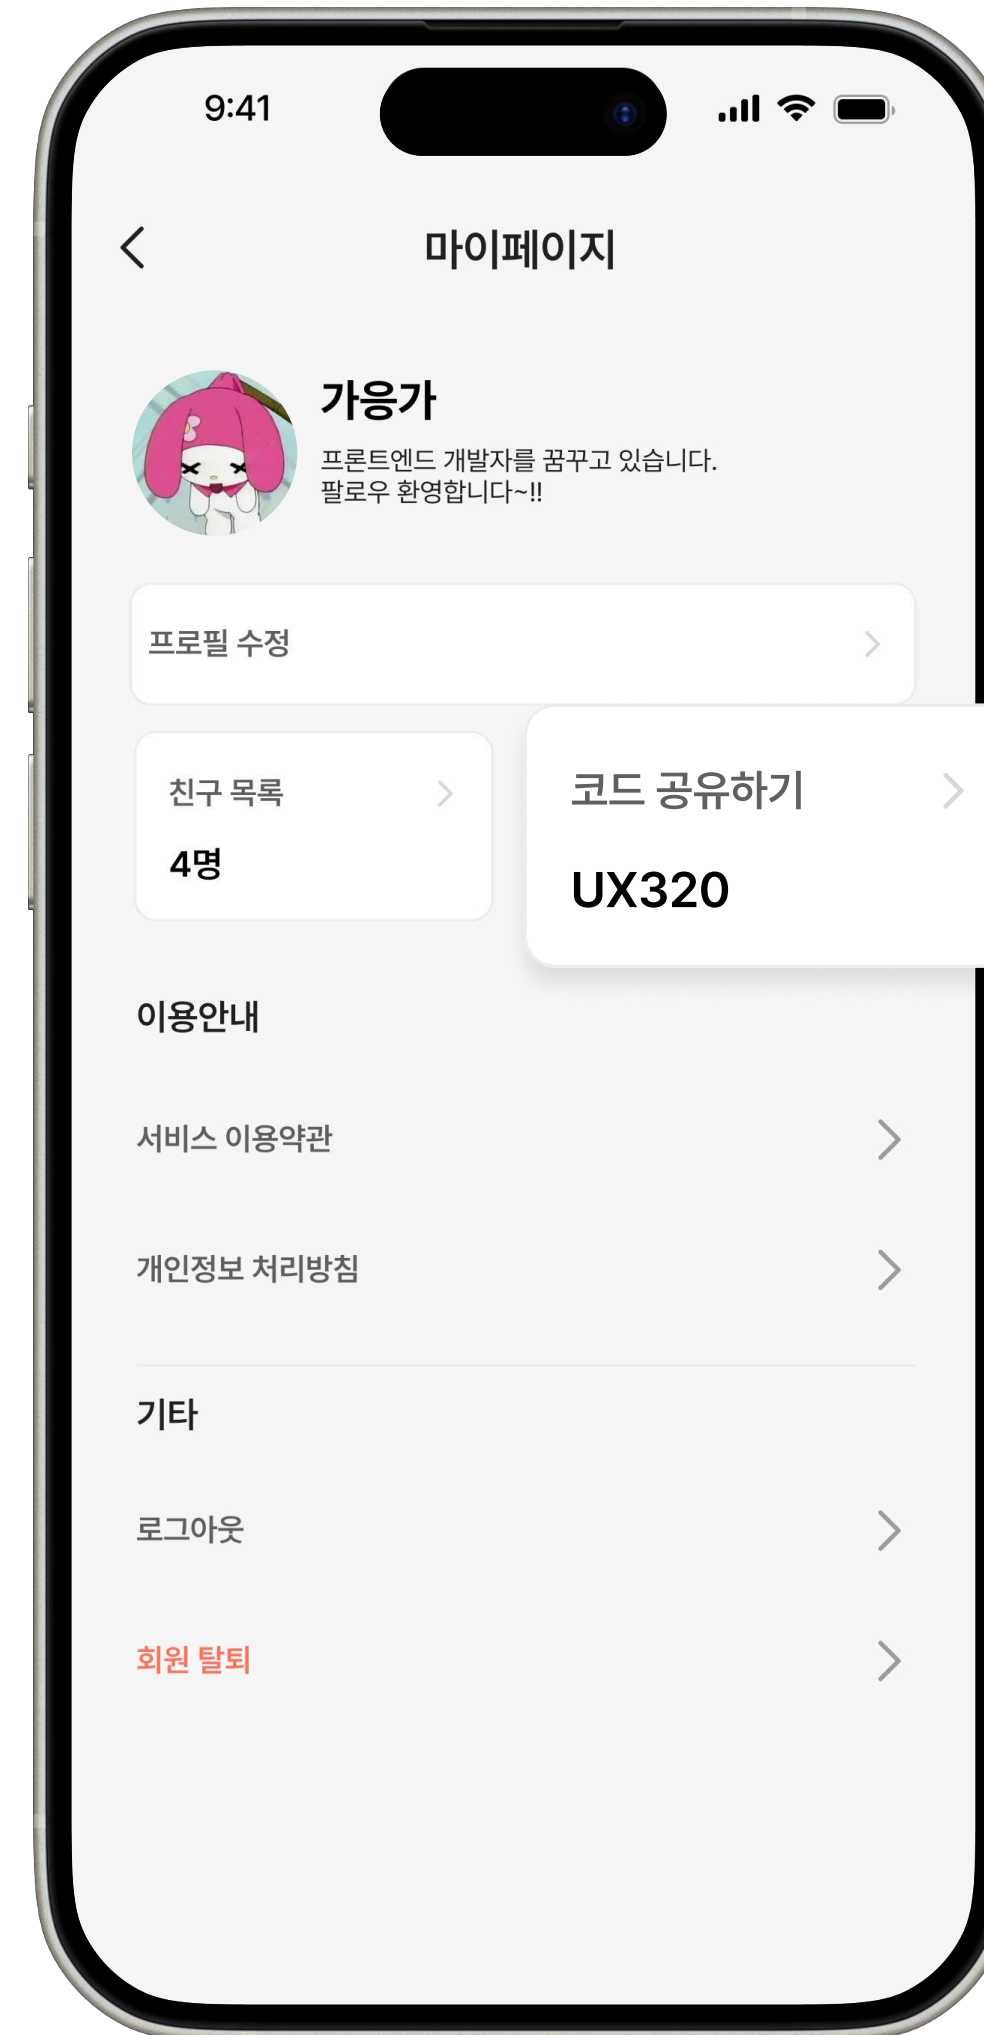 9:41
마이페이지
가응가
프론트엔드 개발자를 꿈꾸고 있습니다.
팔로우 환영합니다~!!
프로필 수정
친구 목록
4명
코드 공유하기
UX320
이용안내
서비스 이용약관
개인정보 처리방침
기타
로그아웃
회원 탈퇴